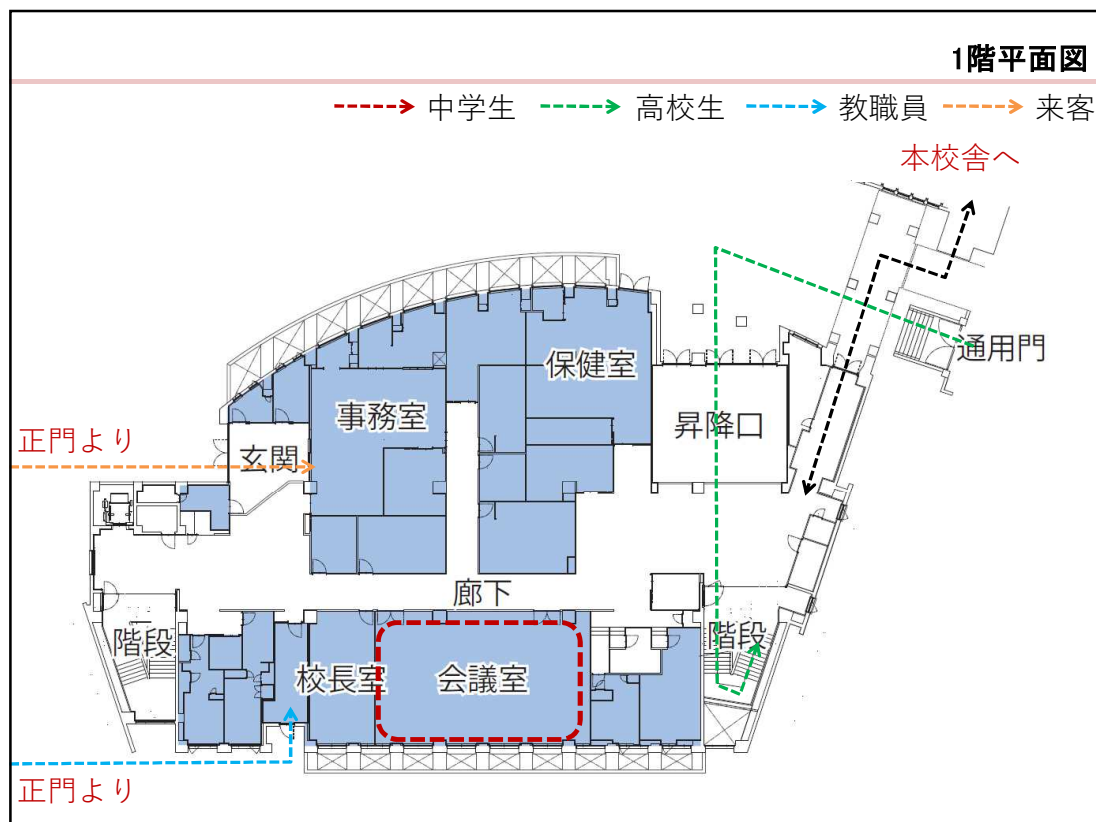 1階平面図
中学生
高校生
教職員
来客
本校舎へ
通用門
保健室
事務室
昇降口
正門より
玄関
廊下
階段
校長室
会議室
階段
正門より